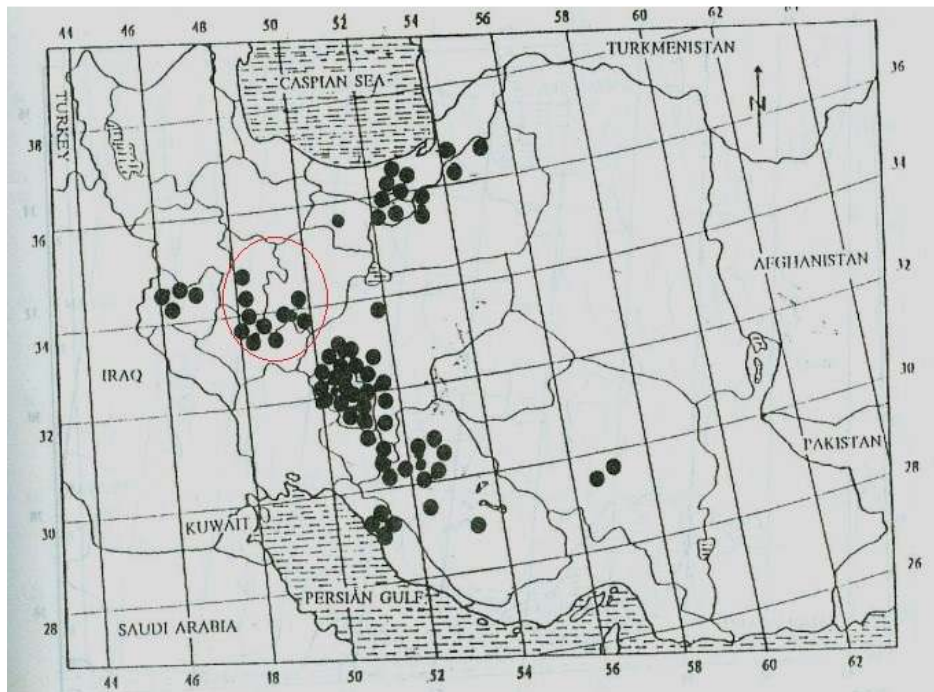 44 46 48 50 52 54 56 58 60 62
TURKMENISTAN
CASPIAN SEA
TURKEY
N
36
38
34
36
AFGHANISTAN
32
34
IRAQ
30
32
PAKISTAN
28
KUWAIT
30
26
PERSIAN GULF
SAUDI ARABIA
28
44 46 48 50 52 54 56 58 60 62